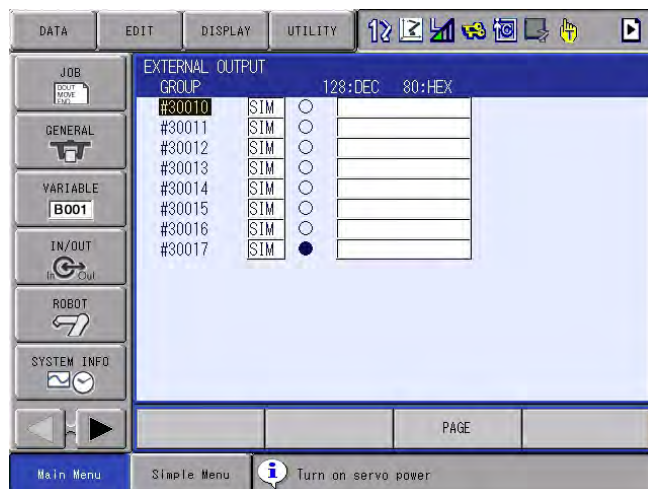 DATA EDIT DISPLAY UTILITY
JOB
DOUT
MOVE
END
GENERAL
VARIABLE
B001
IN/OUT
In Out
ROBOT
SYSTEM INFO
EXTERNAL OUTPUT
GROUP 128:DEC 80:HEX
#30010 SIM
#30011 SIM
#30012 SIM
#30013 SIM
#30014 SIM
#30015 SIM
#30016 SIM
#30017 SIM
PAGE
Main Menu Simple Menu Turn on servo power